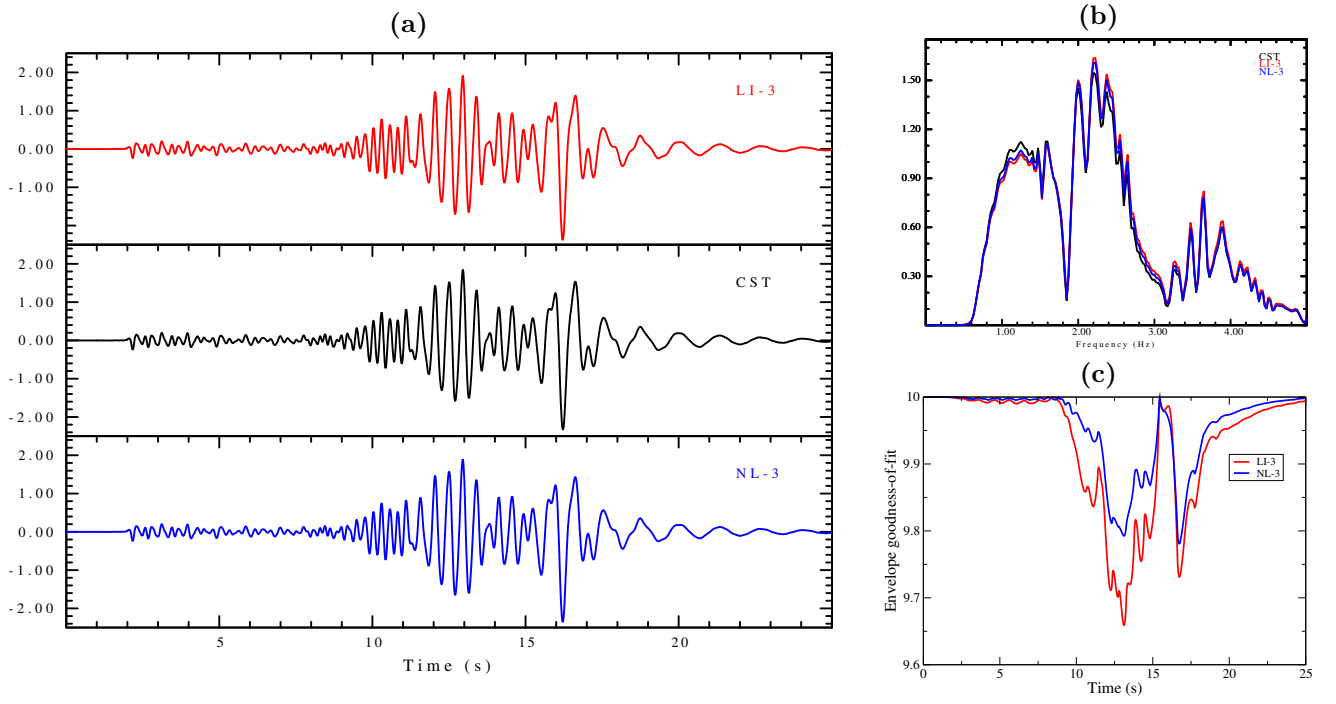 (a)
2.00
1.00
0.00
-1.00
LI-3
2.00
1.00
0.00
-1.00
-2.00
CST
2.00
1.00
0.00
-1.00
-2.00
NL-3
5
10
15
20
Time (s)
(b)
1.50
1.20
0.90
0.60
0.30
CST
LI-3
NL-3
1.00
2.00
3.00
4.00
Frequency (Hz)
(c)
10
9.9
9.8
9.7
9.6
Envelope goodness-of-fit
LI-3
NL-3
0
5
10
15
20
25
Time (s)